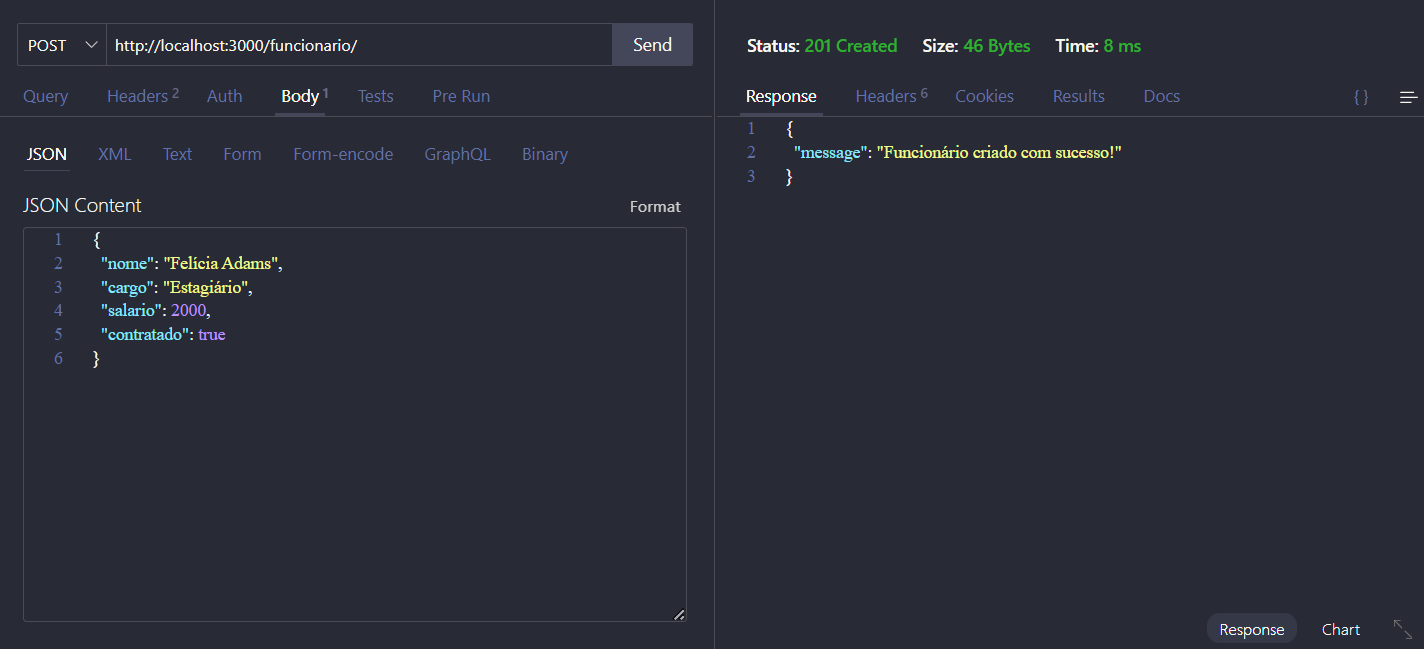 POST http://localhost:3000/funcionario/ Send
Query Headers 2 Auth Body 1 Tests Pre Run
JSON XML Text Form Form-encode GraphQL Binary
JSON Content Format
1 {
2 "nome": "Felícia Adams",
3 "cargo": "Estagiário",
4 "salario": 2000,
5 "contratado": true
6 }
Status: 201 Created Size: 46 Bytes Time: 8 ms
Response Headers 6 Cookies Results Docs { }
1 {
2 "message": "Funcionário criado com sucesso!"
3 }
Response Chart